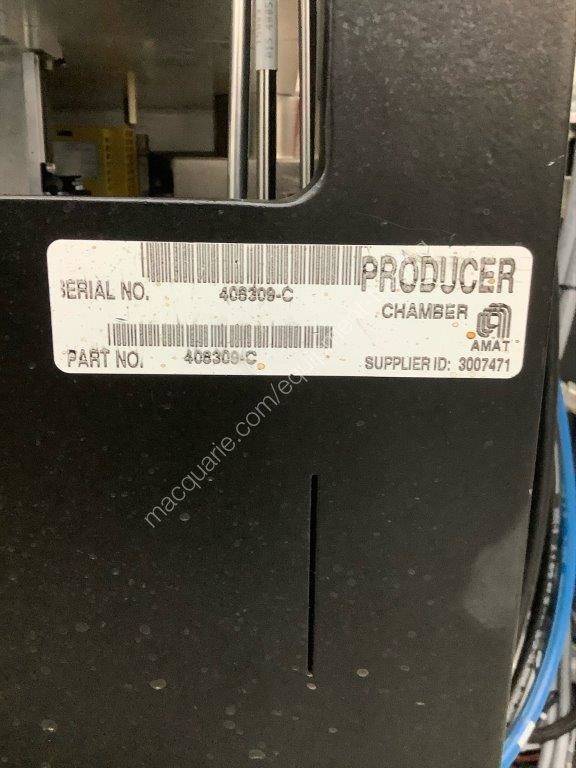 PRODUCER
SERIAL NO. 406309-C
CHAMBER
AMAT
PART NO. 406309-C
SUPPLIER ID: 3007471
macquarie.com/equipment